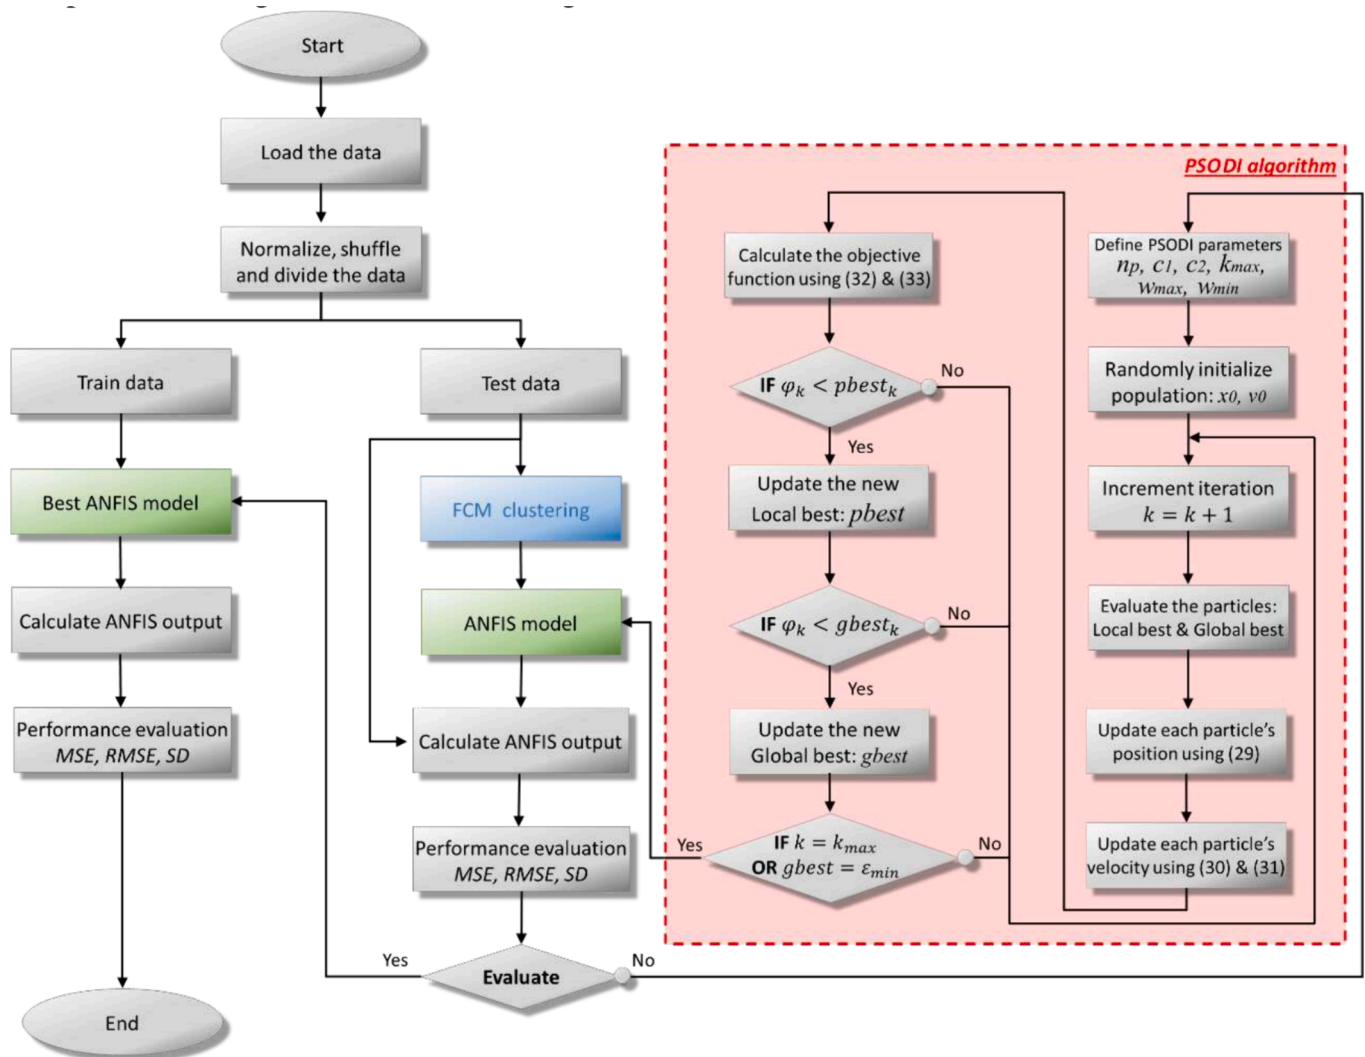 Start
Load the data
Normalize, shuffle
and divide the data
Train data
Best ANFIS model
Calculate ANFIS output
Performance evaluation
MSE, RMSE, SD
End
Test data
FCM clustering
ANFIS model
Calculate ANFIS output
Performance evaluation
MSE, RMSE, SD
Evaluate
Yes
No
PSODI algorithm
Calculate the objective
function using (32) & (33)
IF φₖ < pbestₖ
No
Yes
Update the new
Local best: pbest
IF φₖ < gbestₖ
No
Yes
Update the new
Global best: gbest
IF k = kₘₐₓ
OR gbest = εₘᵢₙ
Yes
No
Define PSODI parameters
np, c1, c2, kmax,
wmax, wmin
Randomly initialize
population: x0, v0
Increment iteration
k = k + 1
Evaluate the particles:
Local best & Global best
Update each particle's
position using (29)
Update each particle's
velocity using (30) & (31)